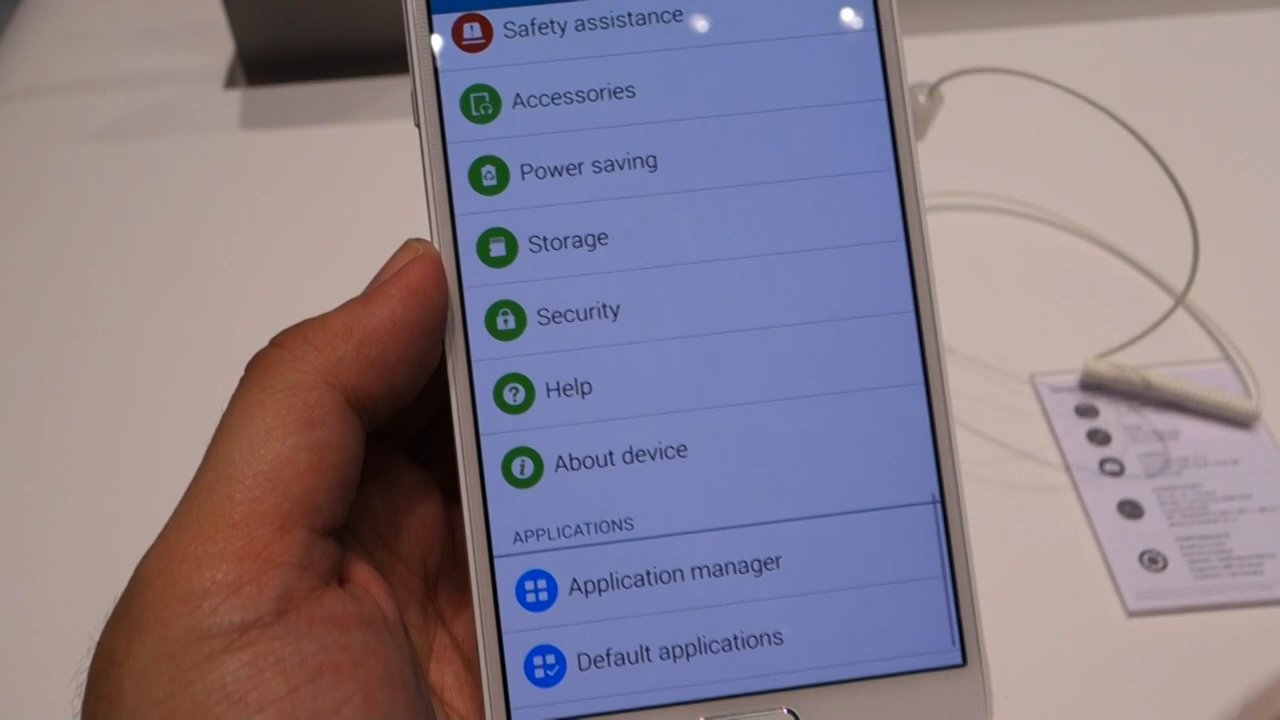 Safety assistance
Accessories
Power saving
Storage
Security
Help
About device
APPLICATIONS
Application manager
Default applications